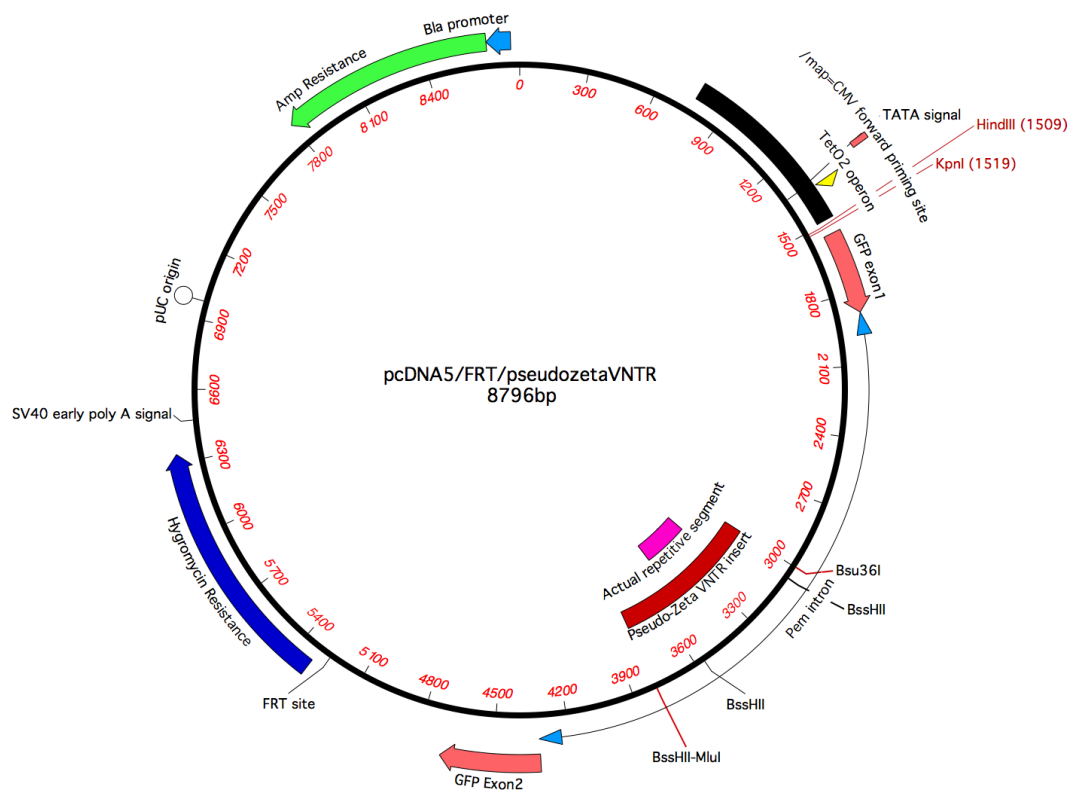 Bla promoter
Amp Resistance
/map=CMV forward priming site
TATA signal
TetO2 operon
HindIII (1509)
KpnI (1519)
GFP exon1
0
300
600
900
1200
1500
1800
2100
2400
2700
3000
3300
3600
3900
4200
4500
4800
5100
5400
5700
6000
6300
6600
6900
7200
7500
7800
8100
8400
pUC origin
pcDNA5/FRT/pseudozetaVNTR
8796bp
SV40 early poly A signal
Hygromycin Resistance
Actual repetitive segment
Pseudo-Zeta VNTR insert
Bsu36I
BssHII
Pem intron
BssHII
BssHII-MluI
FRT site
GFP Exon2